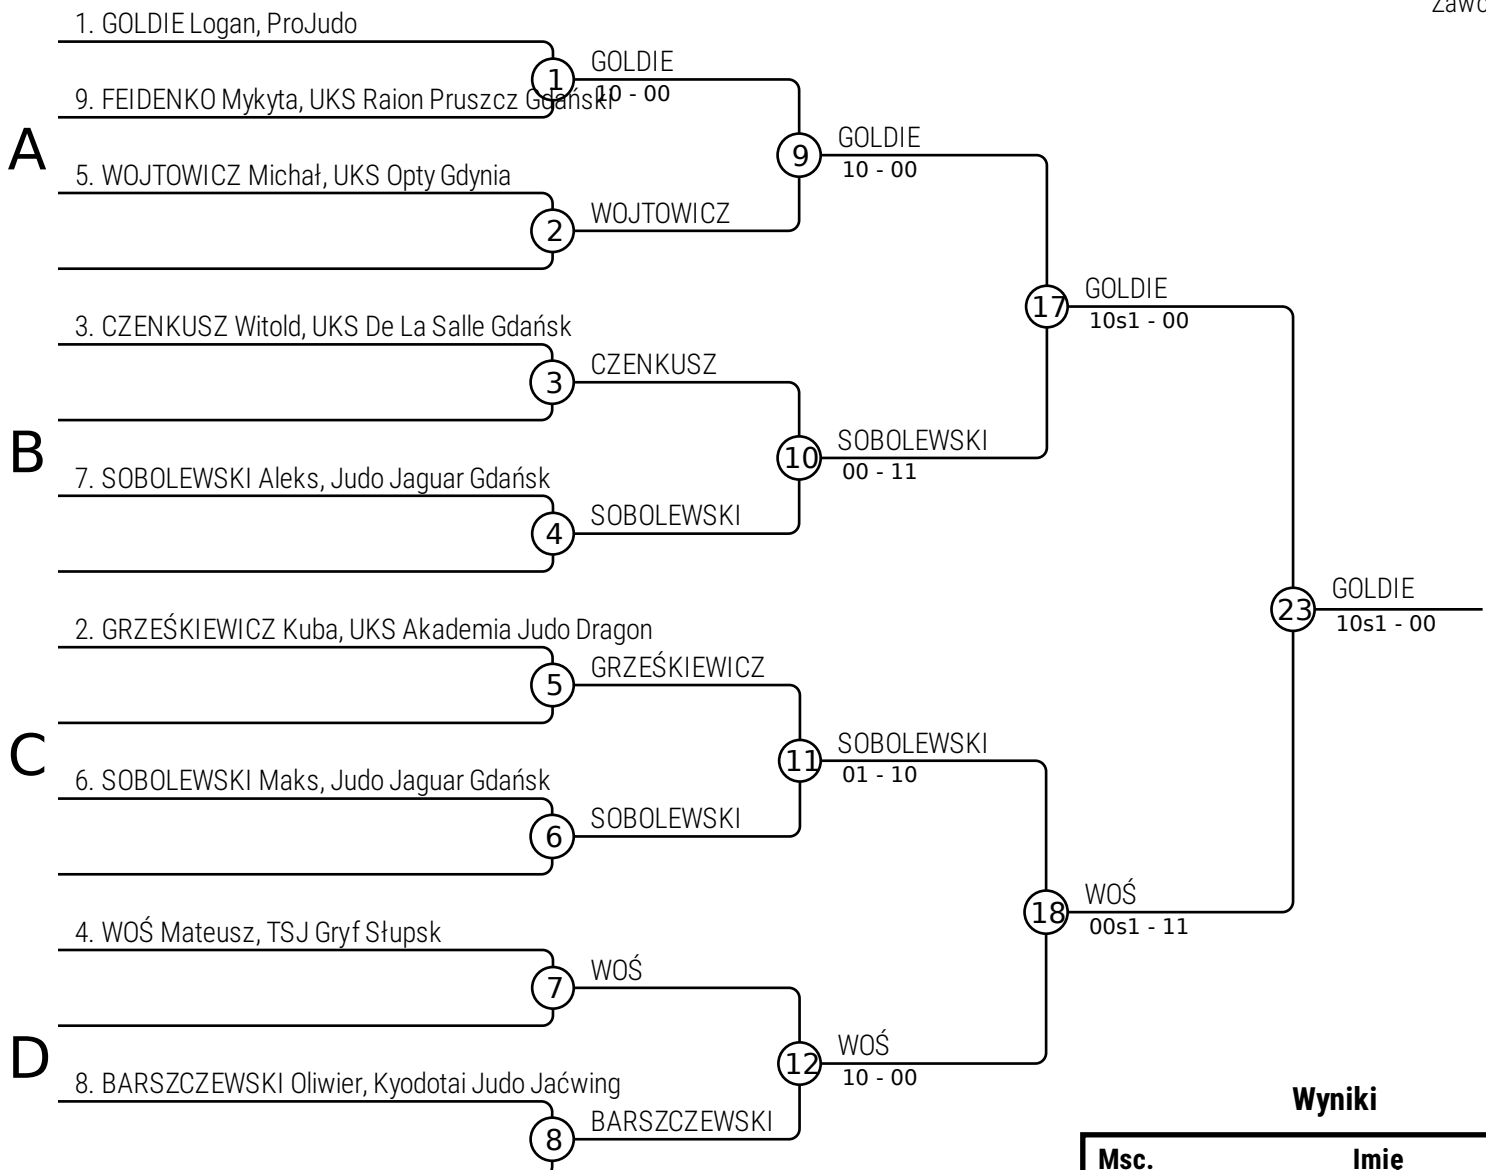 Zawo
1. GOLDIE Logan, ProJudo
1
GOLDIE
10 - 00
9. FEIDENKO Mykyta, UKS Raion Pruszcz Gdański
A
9
GOLDIE
10 - 00
5. WOJTOWICZ Michał, UKS Opty Gdynia
2
WOJTOWICZ
17
GOLDIE
10s1 - 00
3. CZENKUSZ Witold, UKS De La Salle Gdańsk
3
CZENKUSZ
B
10
SOBOLEWSKI
00 - 11
7. SOBOLEWSKI Aleks, Judo Jaguar Gdańsk
4
SOBOLEWSKI
23
GOLDIE
10s1 - 00
2. GRZEŚKIEWICZ Kuba, UKS Akademia Judo Dragon
5
GRZEŚKIEWICZ
C
11
SOBOLEWSKI
01 - 10
6. SOBOLEWSKI Maks, Judo Jaguar Gdańsk
6
SOBOLEWSKI
18
WOŚ
00s1 - 11
4. WOŚ Mateusz, TSJ Gryf Słupsk
7
WOŚ
D
12
WOŚ
10 - 00
8. BARSZCZEWSKI Oliwier, Kyodotai Judo Jaćwing
8
BARSZCZEWSKI
Wyniki
Msc. Imię